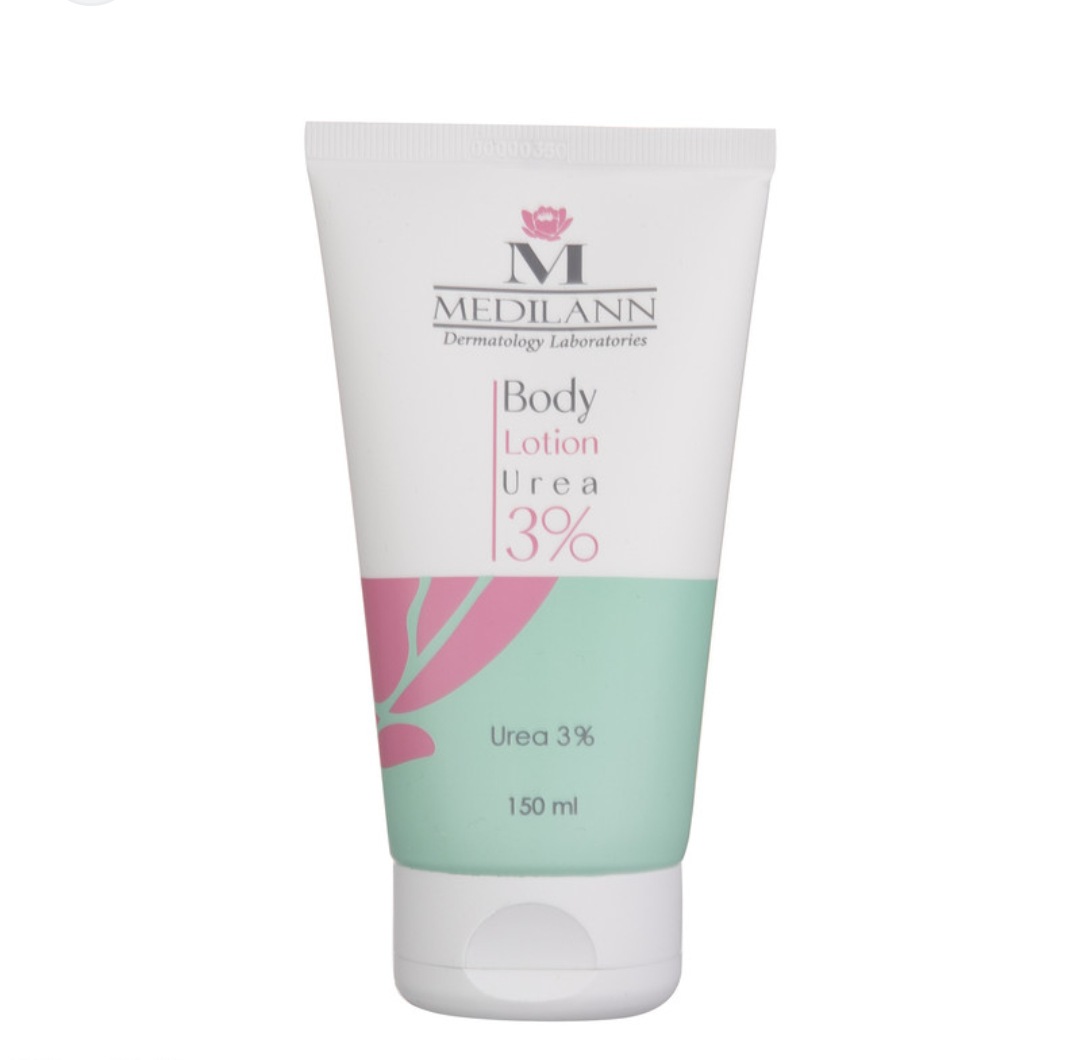 M
MEDILANN
Dermatology Laboratories
Body
Lotion
Urea
3%
Urea 3%
150 ml